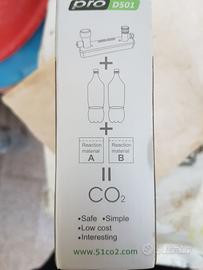 pro D501
+
+
Reaction material A
Reaction material B
=
CO2
•Safe •Simple
•Low cost
•Interesting
www.51co2.com